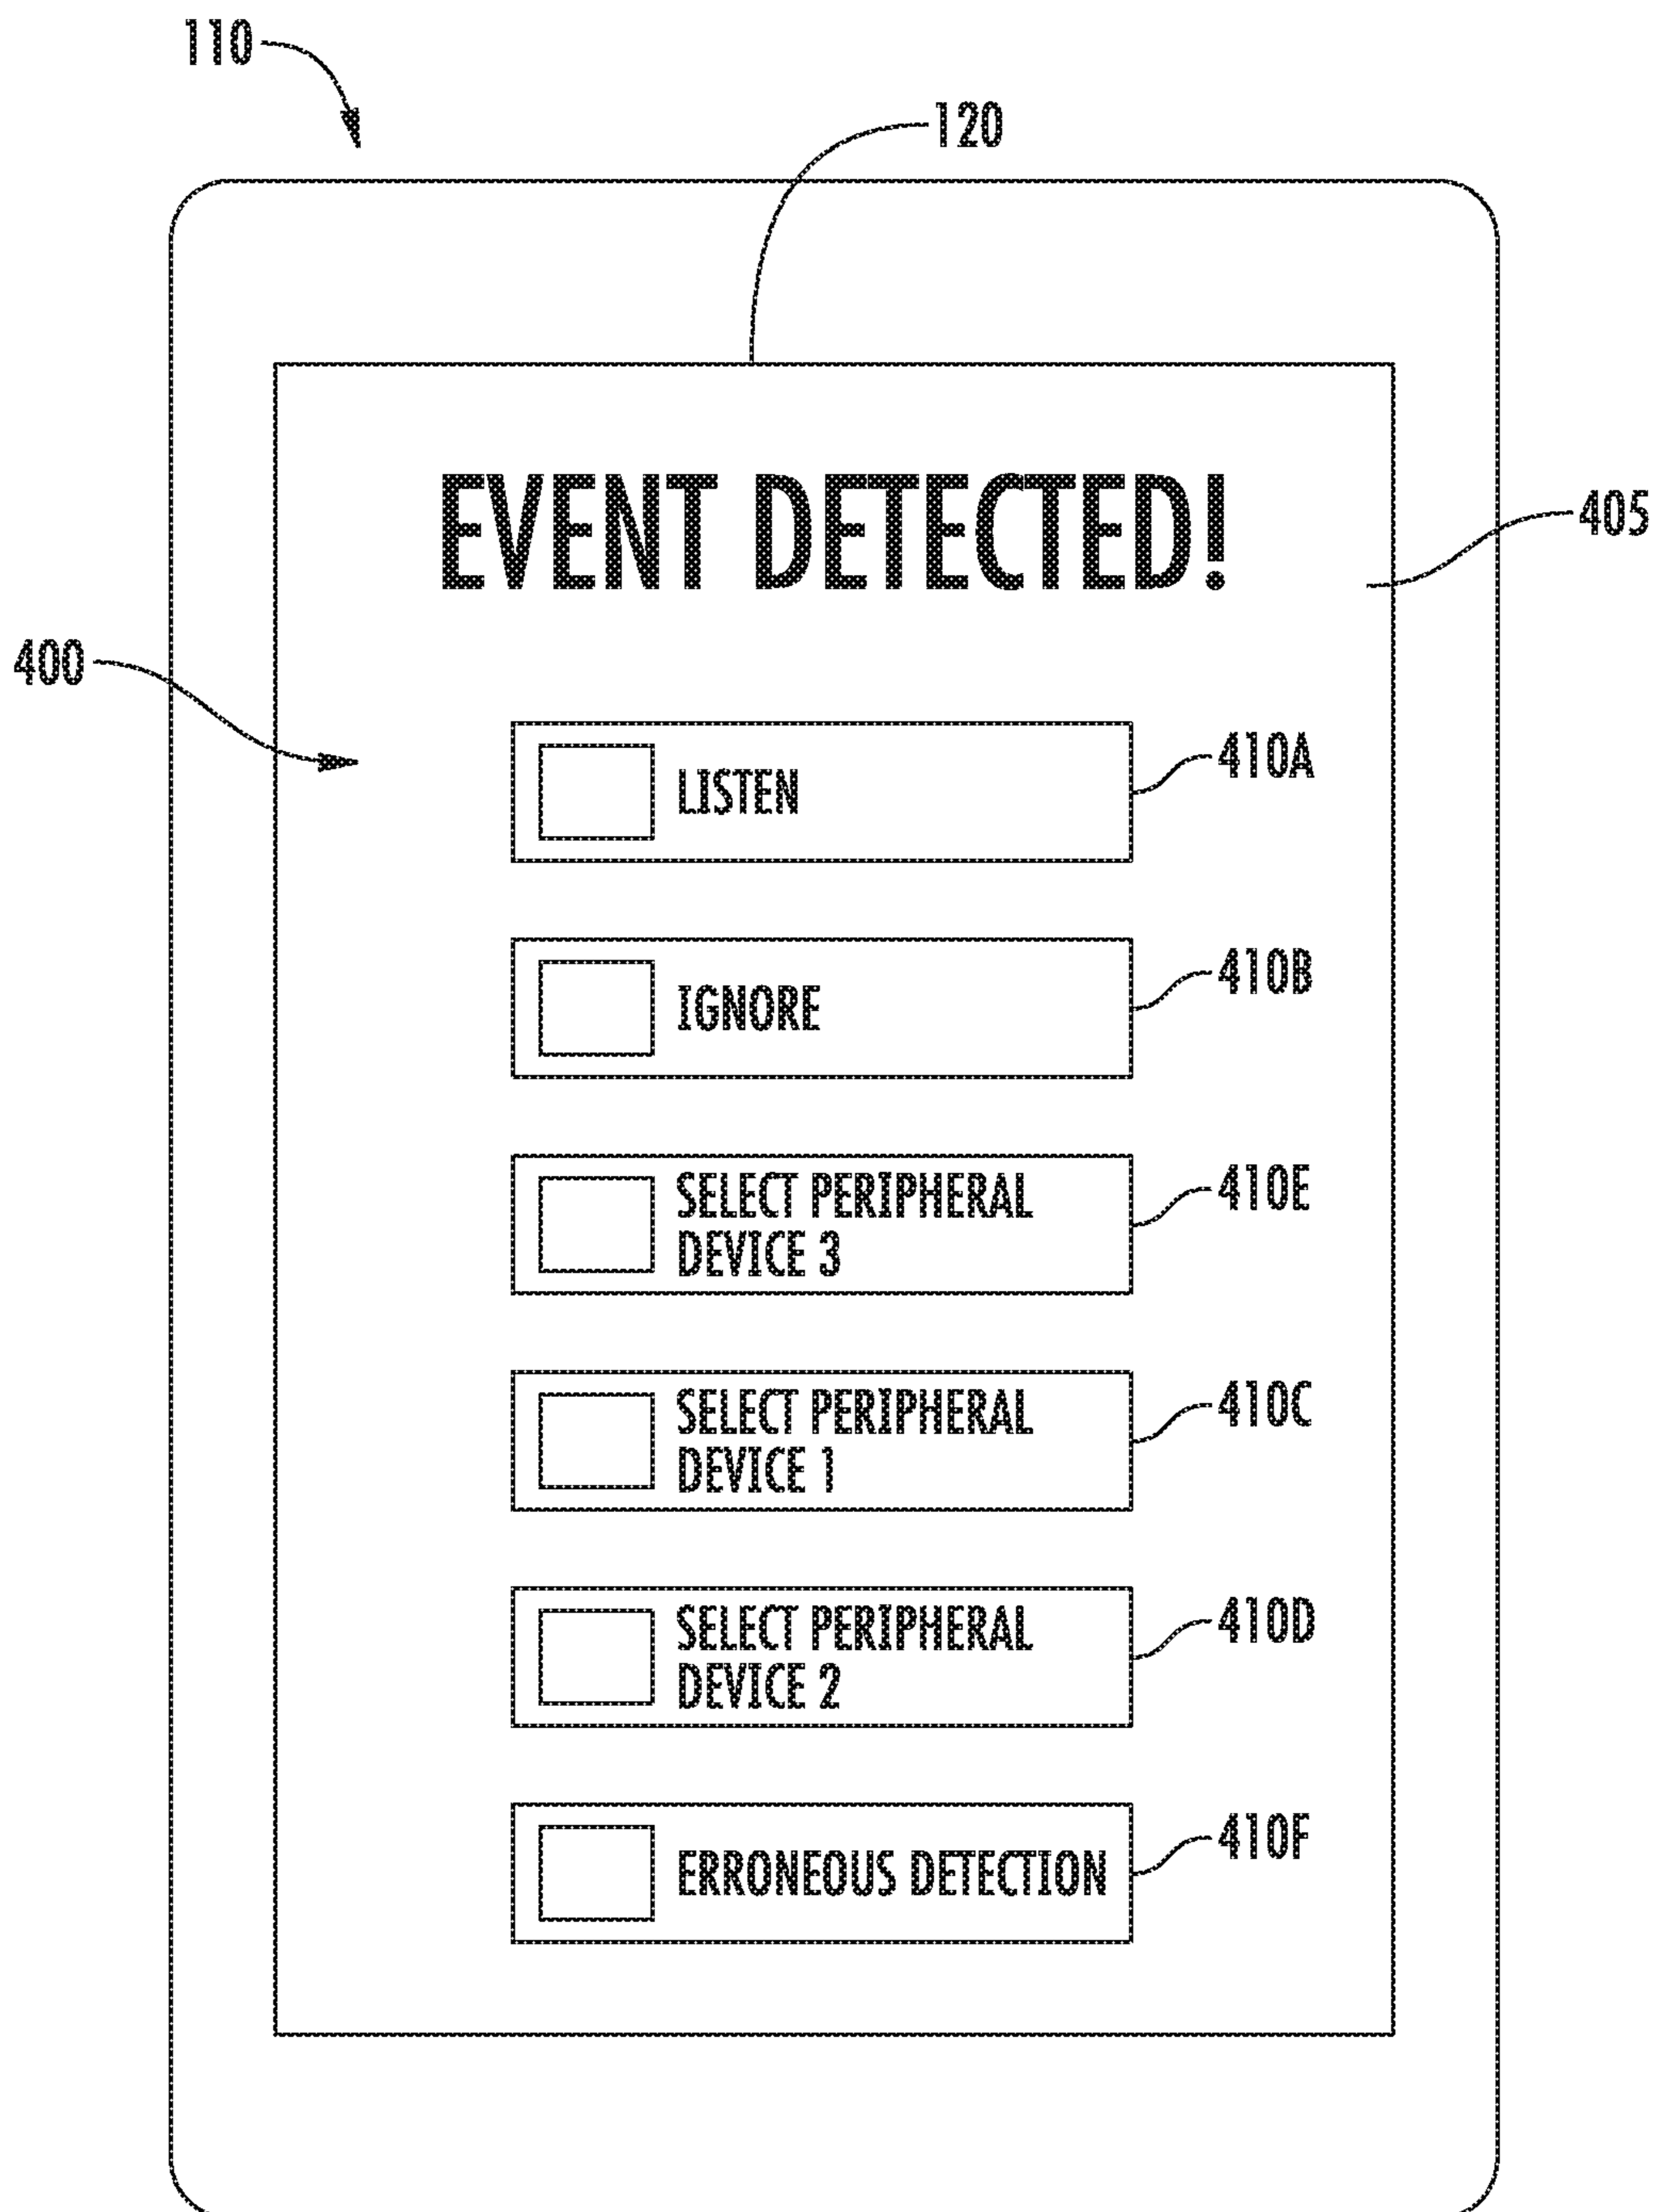 110
120
EVENT DETECTED!
405
400
LISTEN
410A
IGNORE
410B
SELECT PERIPHERAL
DEVICE 3
410E
SELECT PERIPHERAL
DEVICE 1
410C
SELECT PERIPHERAL
DEVICE 2
410D
ERRONEOUS DETECTION
410F